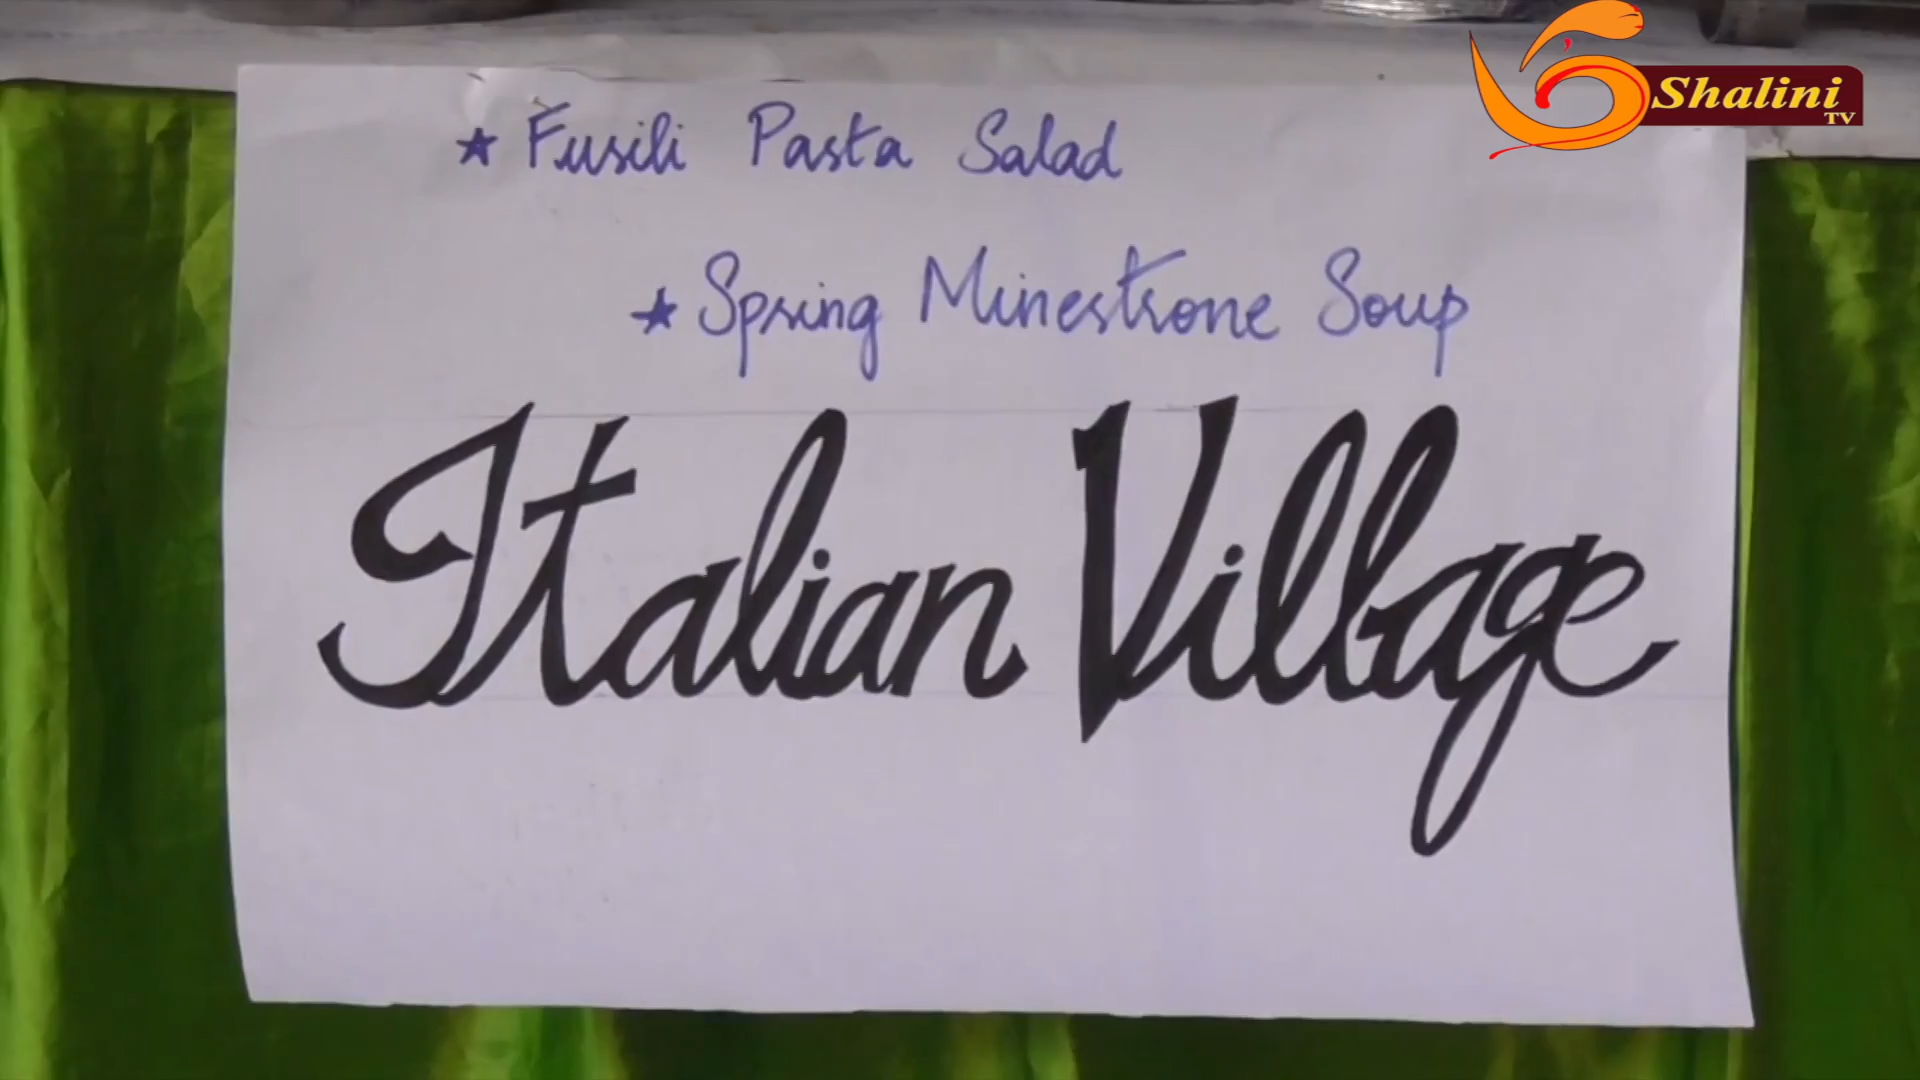 Shalini
TV
★ Fusili Pasta Salad
★ Spring Minestrone Soup
Italian Village